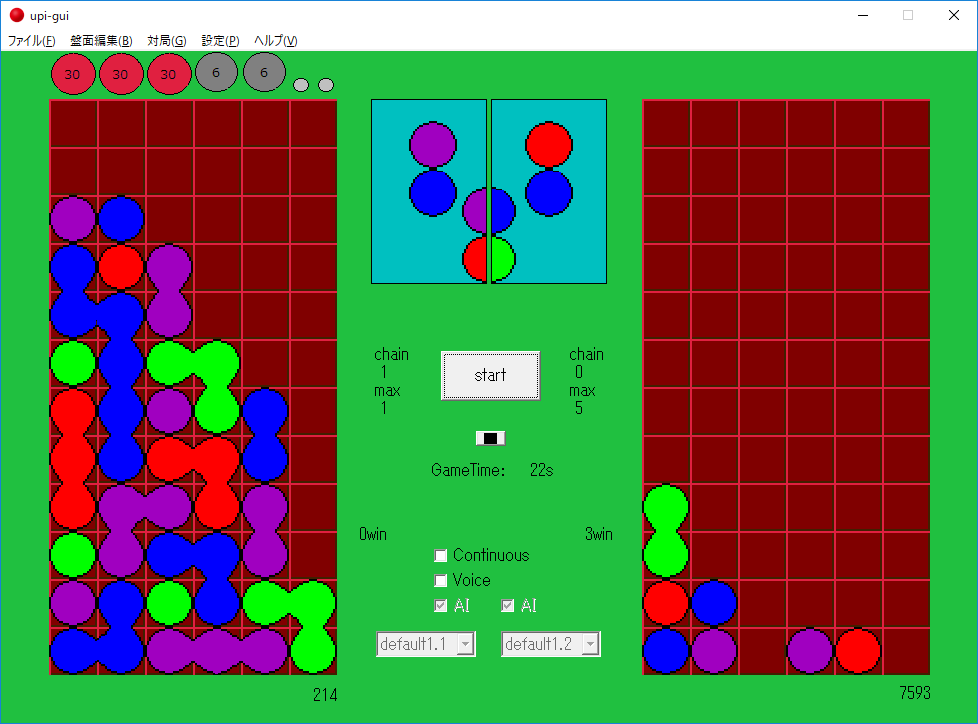 upi-gui
ファイル(F) 盤面編集(B) 対局(G) 設定(P) ヘルプ(V)
30 30 30 6 6
chain
1
max
1
start
chain
0
max
5
GameTime: 22s
0win
3win
Continuous
Voice
AI AI
default1.1 default1.2
214
7593